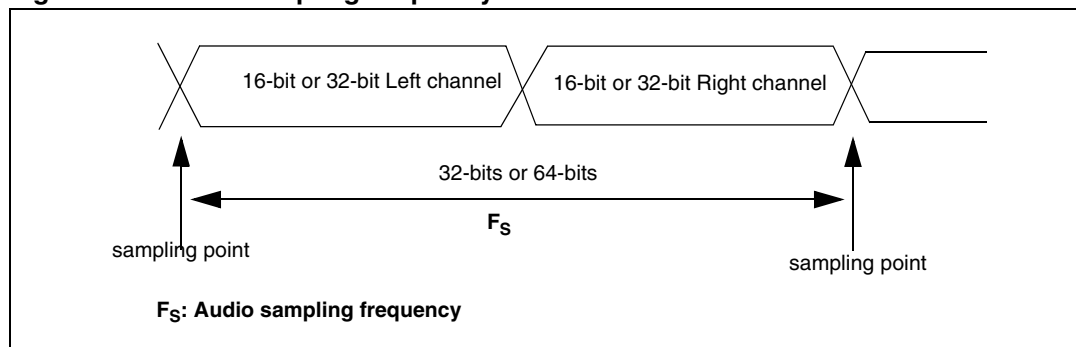 16-bit or 32-bit Left channel
16-bit or 32-bit Right channel
32-bits or 64-bits
FS
sampling point
sampling point
FS: Audio sampling frequency